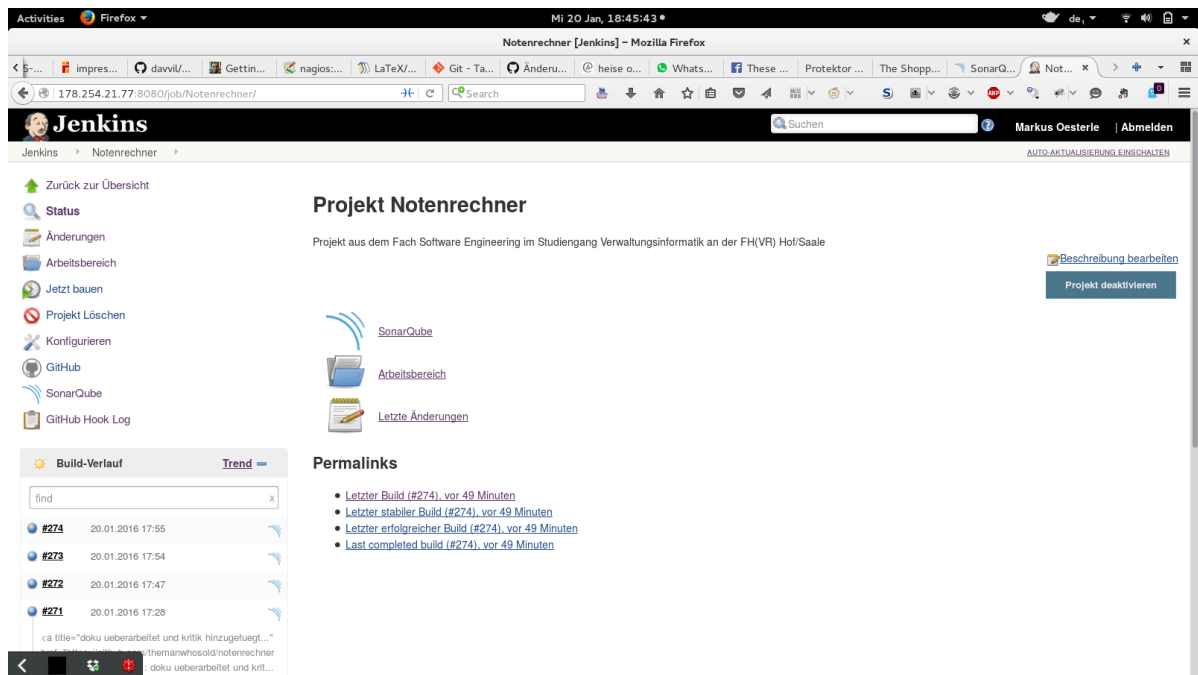 Activities Firefox Mi 20 Jan, 18:45:43 de₁
Notenrechner [Jenkins] – Mozilla Firefox ×
5-... impres... davvil/... Gettin... nagios:... LaTeX/... Git - Ta... Änderu... heise o... Whats... These ... Protektor ... The Shopp... SonarQ... Not... ×
178.254.21.77:8080/job/Notenrechner/ Search
Jenkins Suchen Markus Oesterle | Abmelden
Jenkins Notenrechner AUTO-AKTUALISIERUNG EINSCHALTEN
Zurück zur Übersicht
Status
Änderungen
Arbeitsbereich
Jetzt bauen
Projekt Löschen
Konfigurieren
GitHub
SonarQube
GitHub Hook Log
Build-Verlauf Trend
find x
#274 20.01.2016 17:55
#273 20.01.2016 17:54
#272 20.01.2016 17:47
#271 20.01.2016 17:28
<a title="doku ueberarbeitet und kritik hinzugefuegt..."
/themanwhosold/notenrechner
: doku ueberarbeitet und krit...
Projekt Notenrechner
Projekt aus dem Fach Software Engineering im Studiengang Verwaltungsinformatik an der FH(VR) Hof/Saale
Beschreibung bearbeiten
Projekt deaktivieren
SonarQube
Arbeitsbereich
Letzte Änderungen
Permalinks
Letzter Build (#274), vor 49 Minuten
Letzter stabiler Build (#274), vor 49 Minuten
Letzter erfolgreicher Build (#274), vor 49 Minuten
Last completed build (#274), vor 49 Minuten